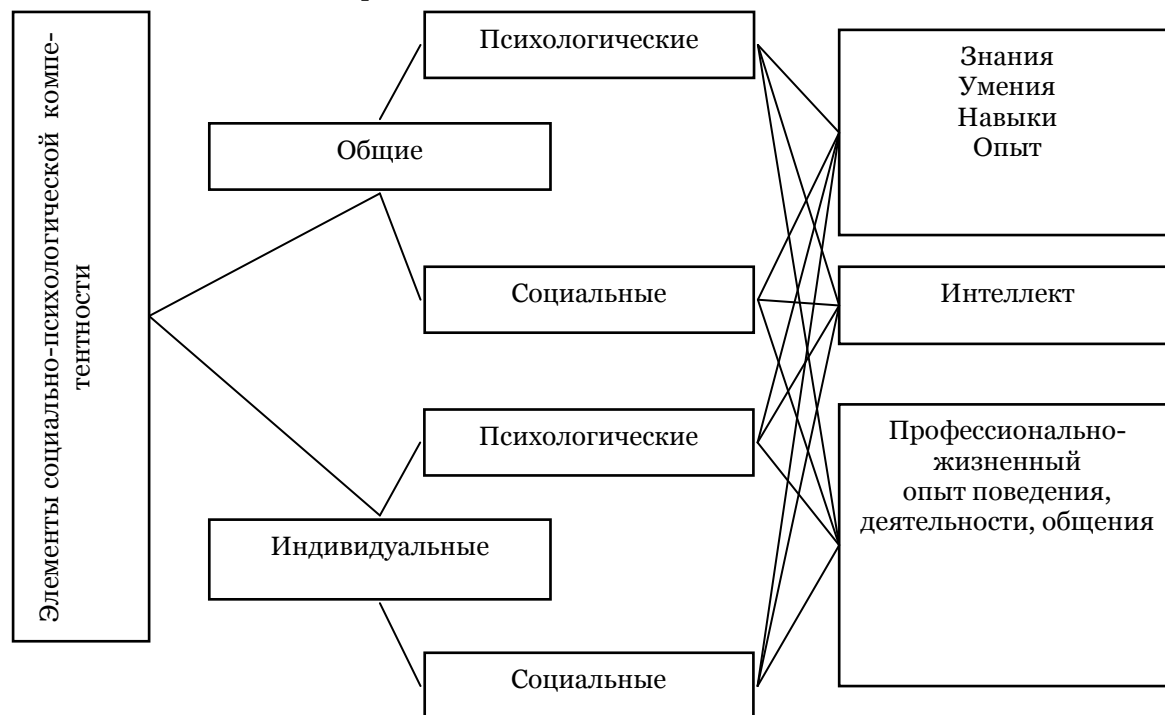 Элементы социально-психологической компе-
тентности
Общие
Индивидуальные
Психологические
Социальные
Психологические
Социальные
Знания
Умения
Навыки
Опыт
Интеллект
Профессионально-
жизненный
опыт поведения,
деятельности, общения